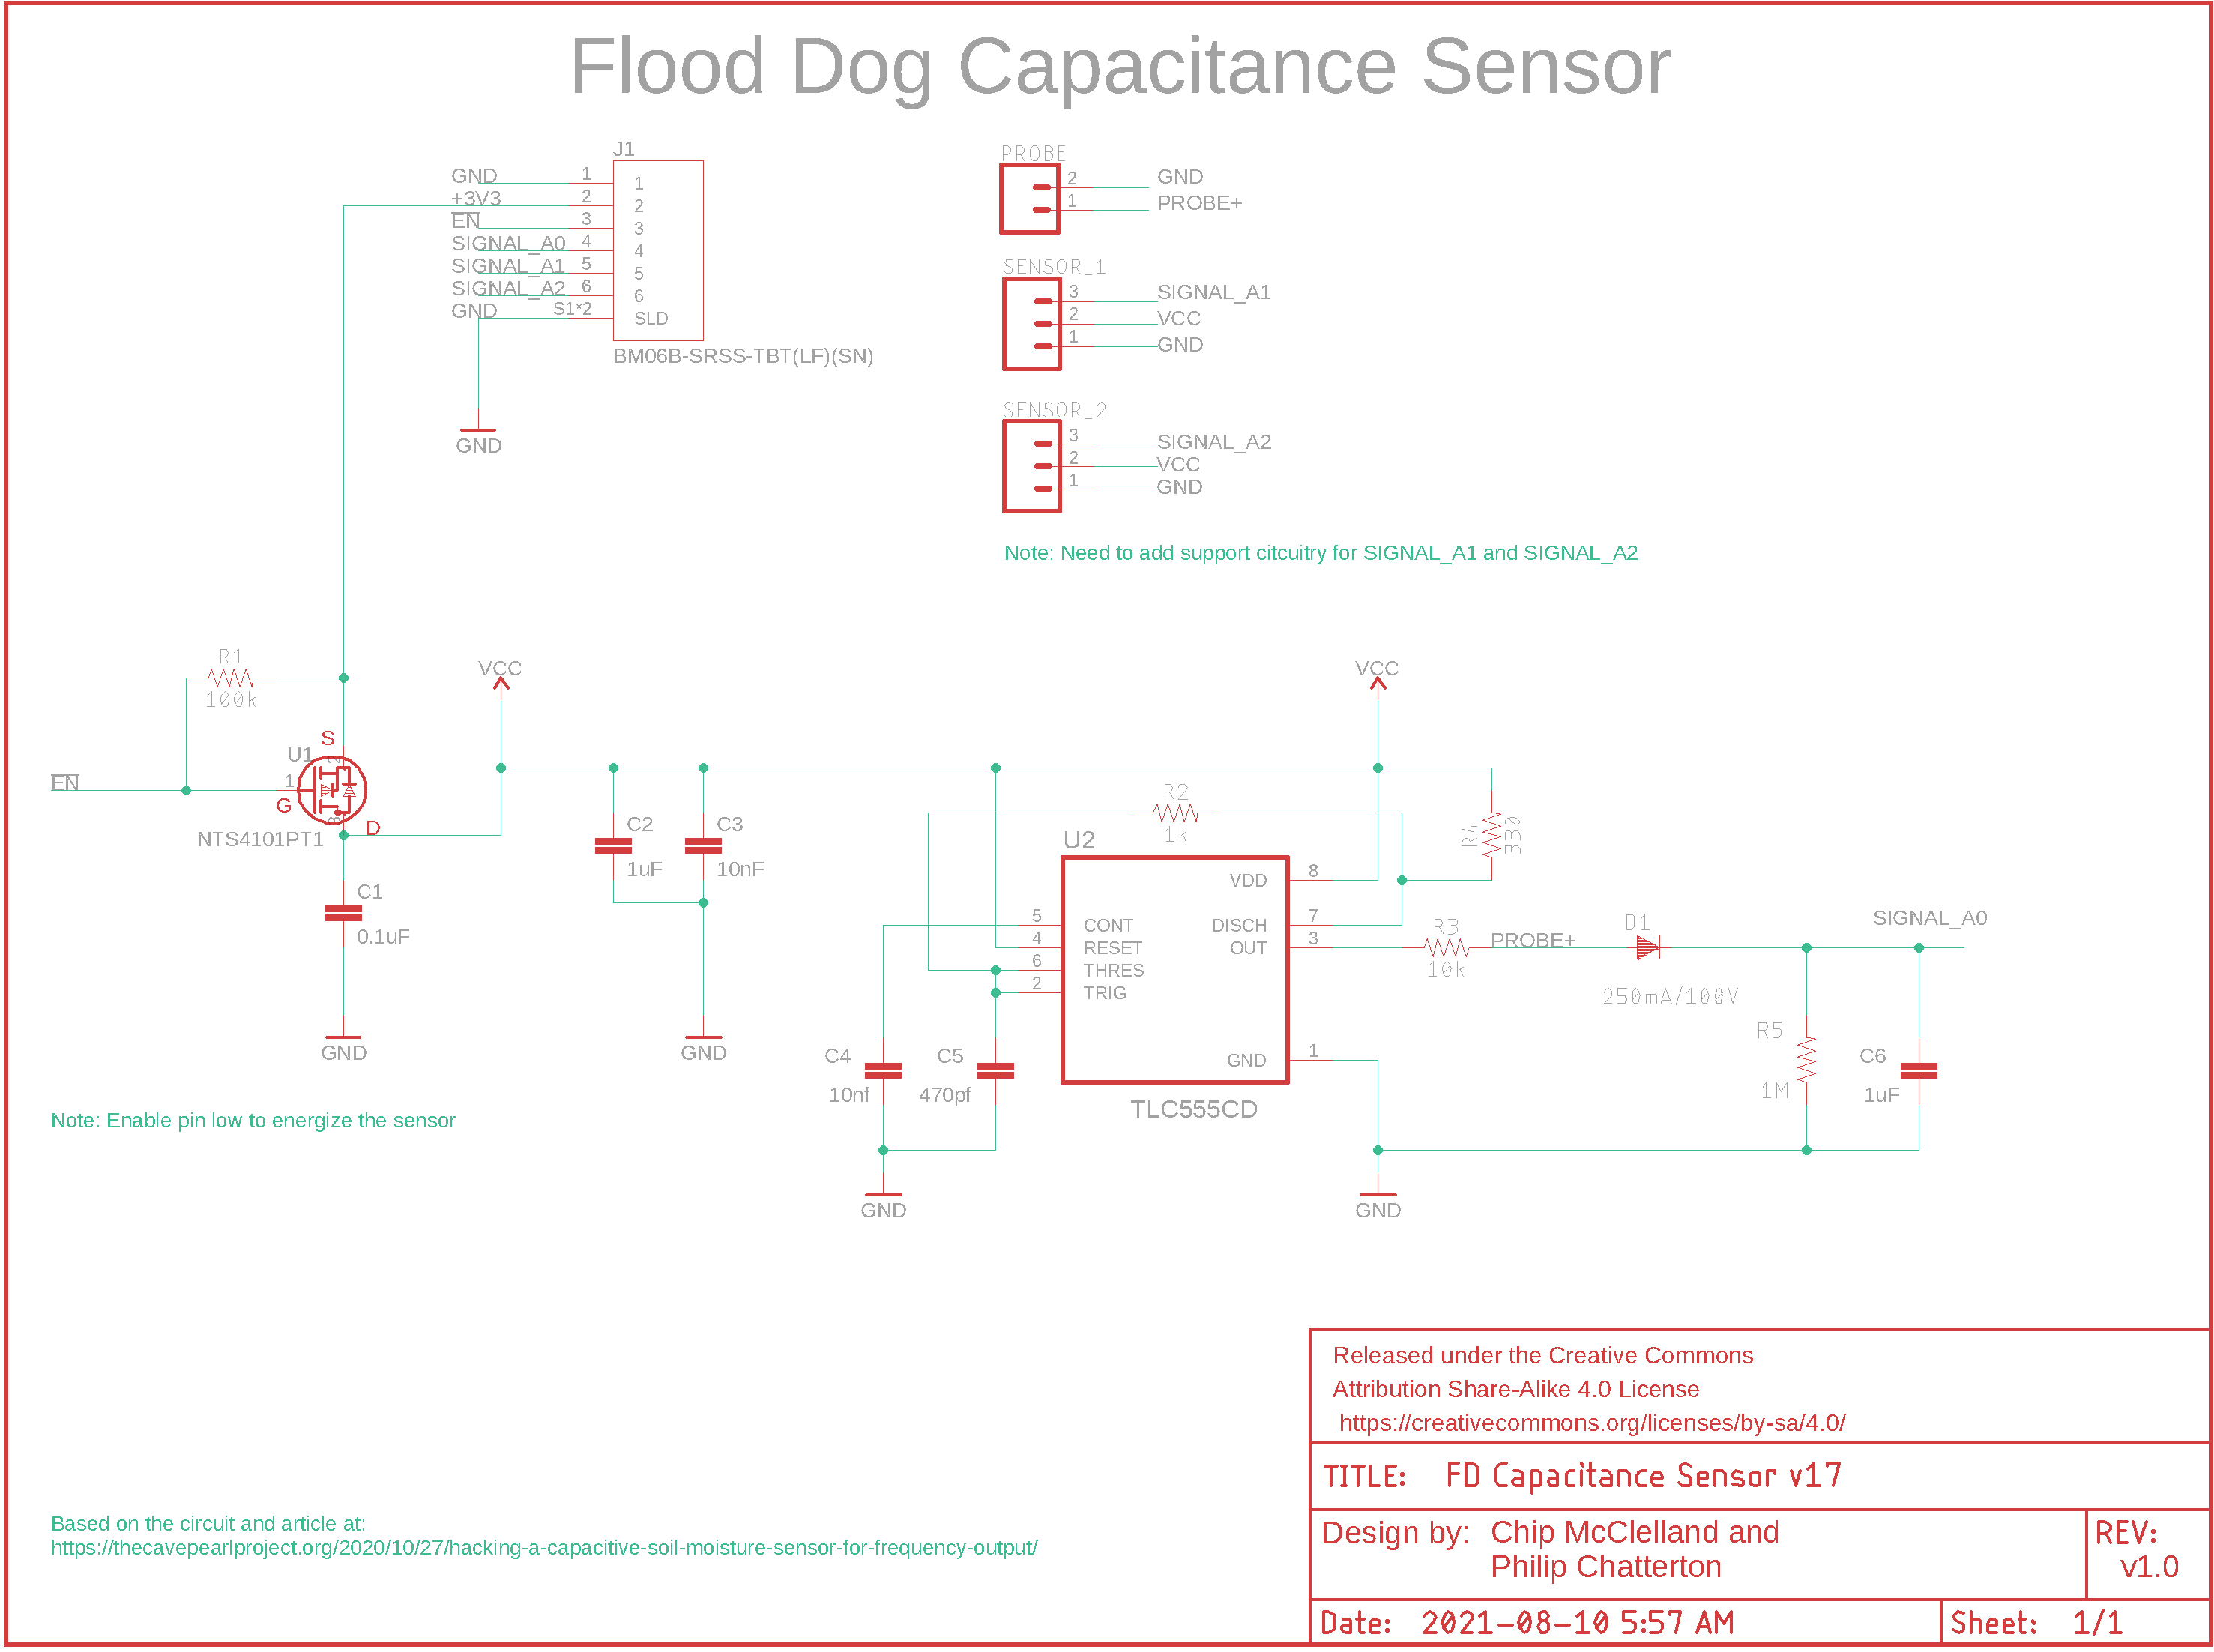 Flood Dog Capacitance Sensor
J1
GND 1 1
+3V3 2 2
EN 3 3
SIGNAL_A0 4 4
SIGNAL_A1 5 5
SIGNAL_A2 6 6
GND S1*2 SLD
BM06B-SRSS-TBT(LF)(SN)
GND
PROBE
2 GND
1 PROBE+
SENSOR_1
3 SIGNAL_A1
2 VCC
1 GND
SENSOR_2
3 SIGNAL_A2
2 VCC
1 GND
Note: Need to add support citcuitry for SIGNAL_A1 and SIGNAL_A2
R1
100k
S
U1
2
EN
1
G
3
D
NTS4101PT1
C1
0.1uF
GND
Note: Enable pin low to energize the sensor
VCC
C2
1uF
C3
10nF
GND
VCC
R2
1k
R4
330
U2
VDD 8
5 CONT
DISCH 7
4 RESET
OUT 3
6 THRES
2 TRIG
GND 1
TLC555CD
C4
10nf
C5
470pf
GND
GND
R3
10k
PROBE+
D1
250mA/100V
SIGNAL_A0
R5
1M
C6
1uF
Released under the Creative Commons
Attribution Share-Alike 4.0 License
https://creativecommons.org/licenses/by-sa/4.0/
TITLE: FD Capacitance Sensor v17
Design by: Chip McClelland and
Philip Chatterton
REV:
v1.0
Date: 2021-08-10 5:57 AM
Sheet: 1/1
Based on the circuit and article at:
https://thecavepearlproject.org/2020/10/27/hacking-a-capacitive-soil-moisture-sensor-for-frequency-output/